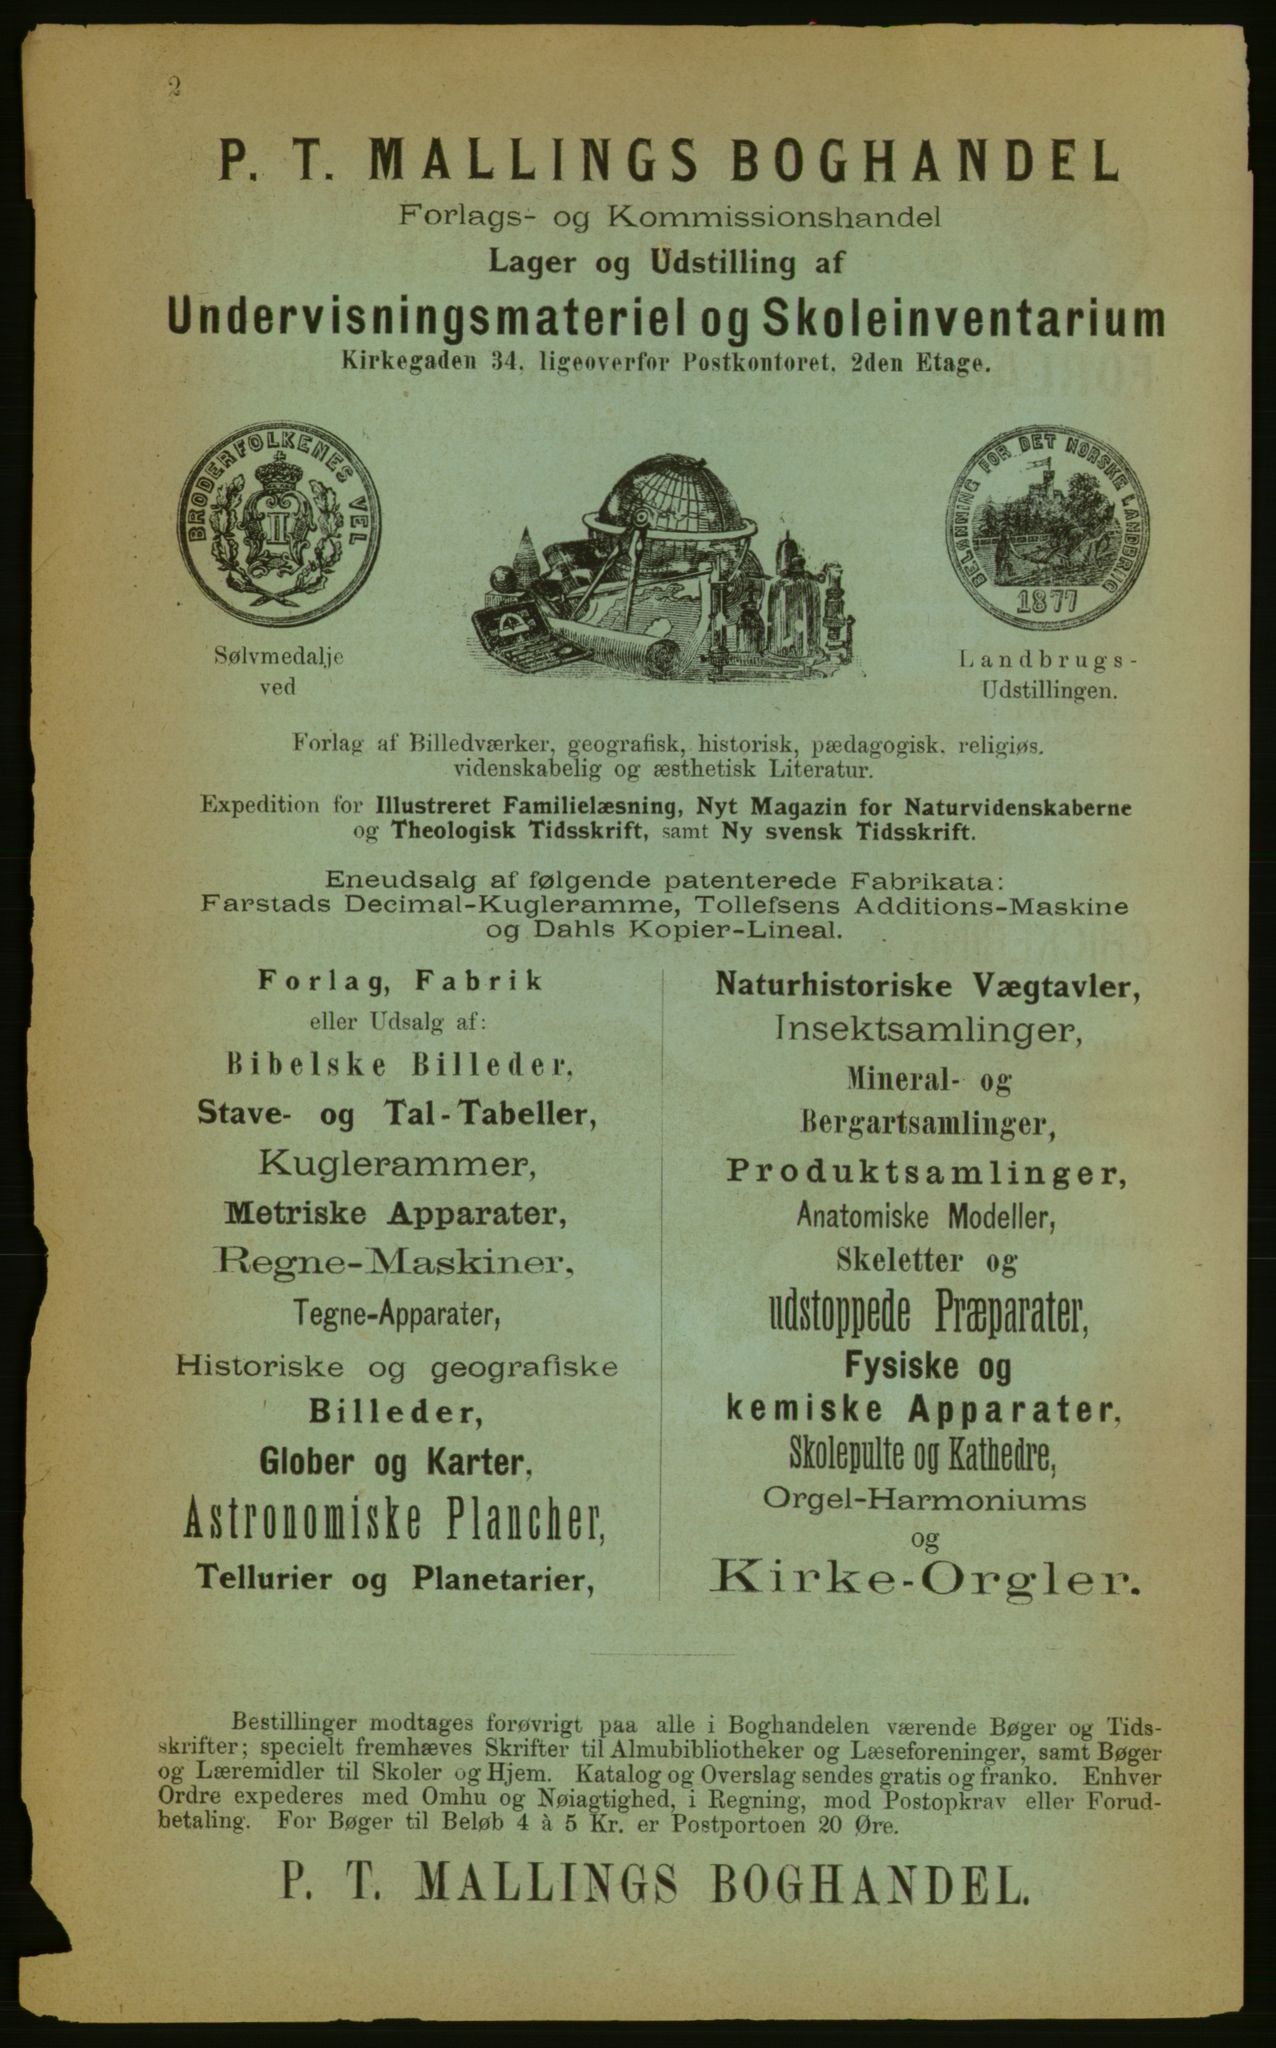 2
P. T. MALLINGS BOGHANDEL
Forlags- og Kommissionshandel
Lager og Udstilling af
Undervisningsmateriel og Skoleinventarium
Kirkegaden 34, ligeoverfor Postkontoret, 2den Etage.
BRODERFOLKENES VEL
II
BELØNNING FOR DET NORSKE LANDBRUG
1877
Sølvmedalje
ved
Landbrugs-
Udstillingen.
Forlag af Billedværker, geografisk, historisk, pædagogisk, religiøs,
videnskabelig og æsthetisk Literatur.
Expedition for Illustreret Familielæsning, Nyt Magazin for Naturvidenskaberne
og Theologisk Tidsskrift, samt Ny svensk Tidsskrift.
Eneudsalg af følgende patenterede Fabrikata:
Farstads Decimal-Kugleramme, Tollefsens Additions-Maskine
og Dahls Kopier-Lineal.
Forlag, Fabrik
eller Udsalg af:
Bibelske Billeder,
Stave- og Tal-Tabeller,
Kuglerammer,
Metriske Apparater,
Regne-Maskiner,
Tegne-Apparater,
Historiske og geografiske
Billeder,
Glober og Karter,
Astronomiske Plancher,
Tellurier og Planetarier,
Naturhistoriske Vægtavler,
Insektsamlinger,
Mineral- og
Bergartsamlinger,
Produktsamlinger,
Anatomiske Modeller,
Skeletter og
udstoppede Præparater,
Fysiske og
kemiske Apparater,
Skolepulte og Kathedre,
Orgel-Harmoniums
og
Kirke-Orgler.
Bestillinger modtages forøvrigt paa alle i Boghandelen værende Bøger og Tids-
skrifter; specielt fremhæves Skrifter til Almubibliotheker og Læseforeninger, samt Bøger
og Læremidler til Skoler og Hjem. Katalog og Overslag sendes gratis og franko. Enhver
Ordre expederes med Omhu og Nøiagtighed, i Regning, mod Postopkrav eller Forud-
betaling. For Bøger til Beløb 4 à 5 Kr. er Postportoen 20 Øre.
P. T. MALLINGS BOGHANDEL.